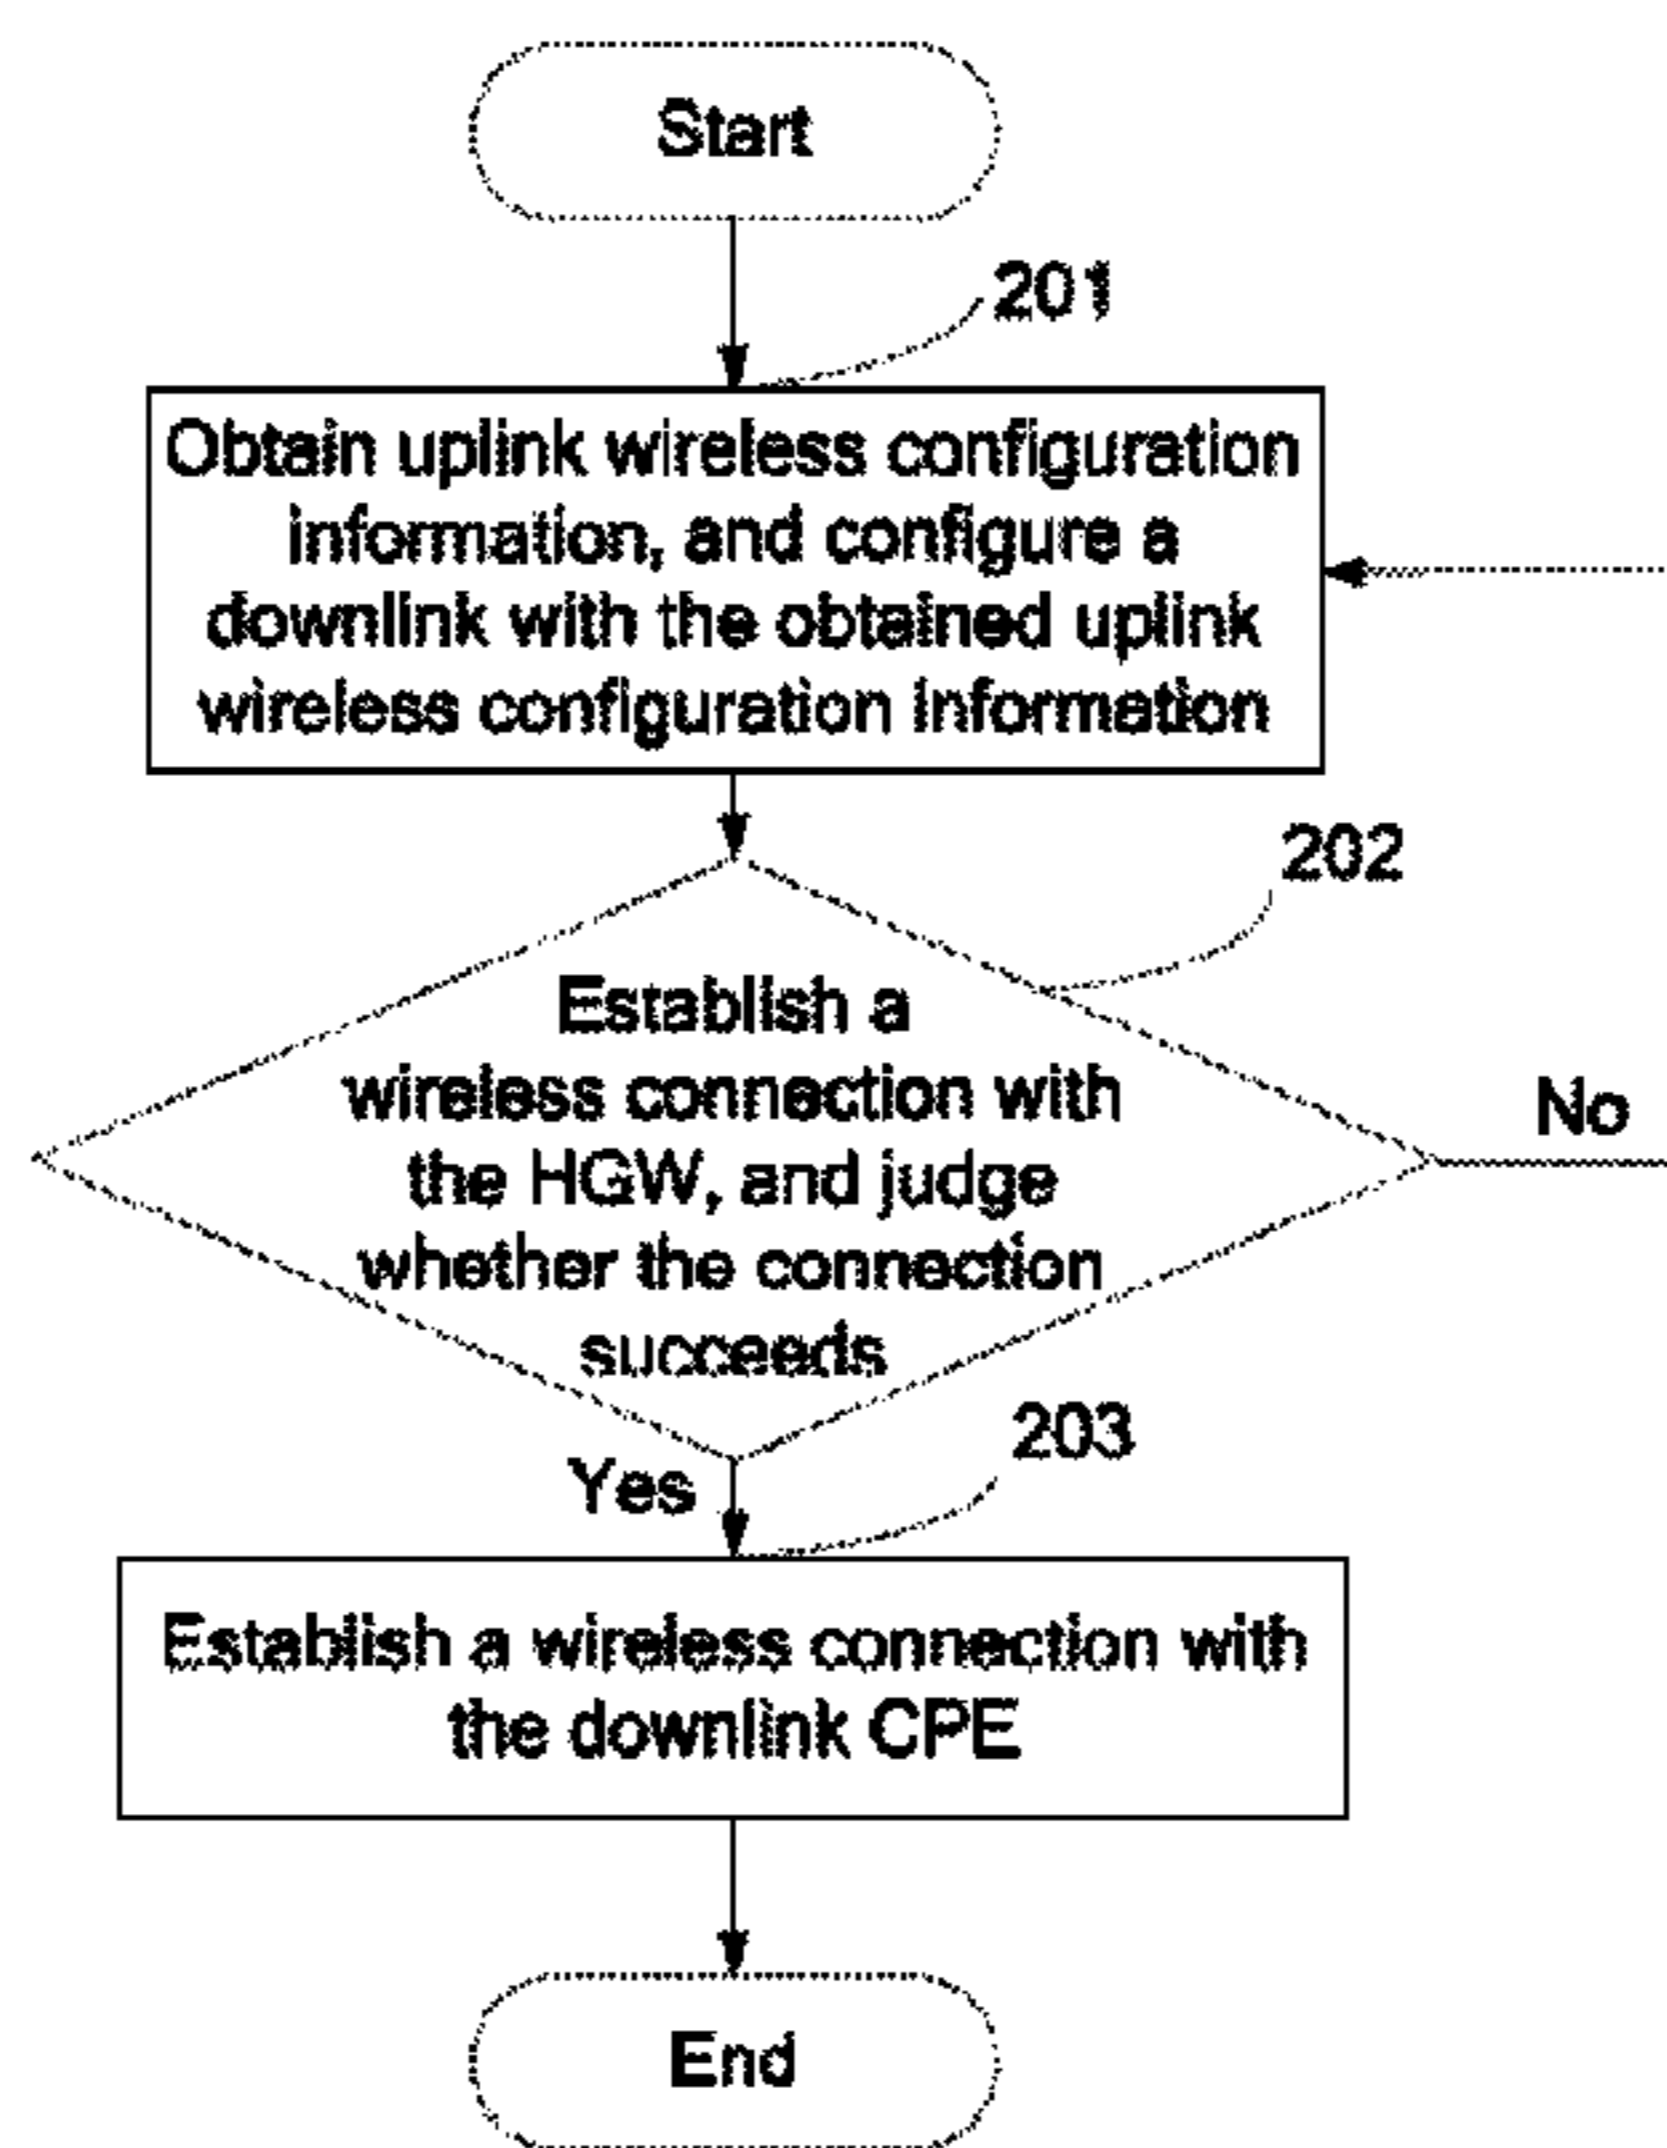 Start
201
Obtain uplink wireless configuration
information, and configure a
downlink with the obtained uplink
wireless configuration information
202
Establish a
wireless connection with
the HGW, and judge
whether the connection
succeeds
No
203
Yes
Establish a wireless connection with
the downlink CPE
End